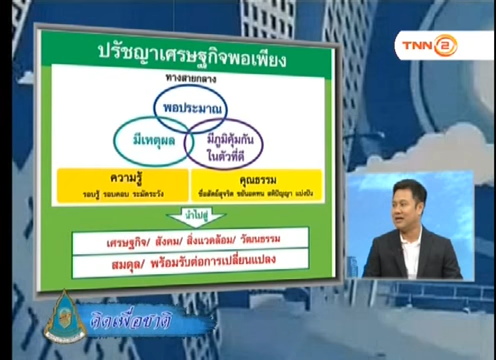 TNN 2
ปรัชญาเศรษฐกิจพอเพียง
ทางสายกลาง
พอประมาณ
มีเหตุผล
มีภูมิคุ้มกัน
ในตัวที่ดี
ความรู้
รอบรู้ รอบคอบ ระมัดระวัง
คุณธรรม
ซื่อสัตย์สุจริต ขยันอดทน สติปัญญา แบ่งปัน
นำไปสู่
เศรษฐกิจ/ สังคม/ สิ่งแวดล้อม/ วัฒนธรรม
สมดุล/ พร้อมรับต่อการเปลี่ยนแปลง
คิดเพื่อชาติ